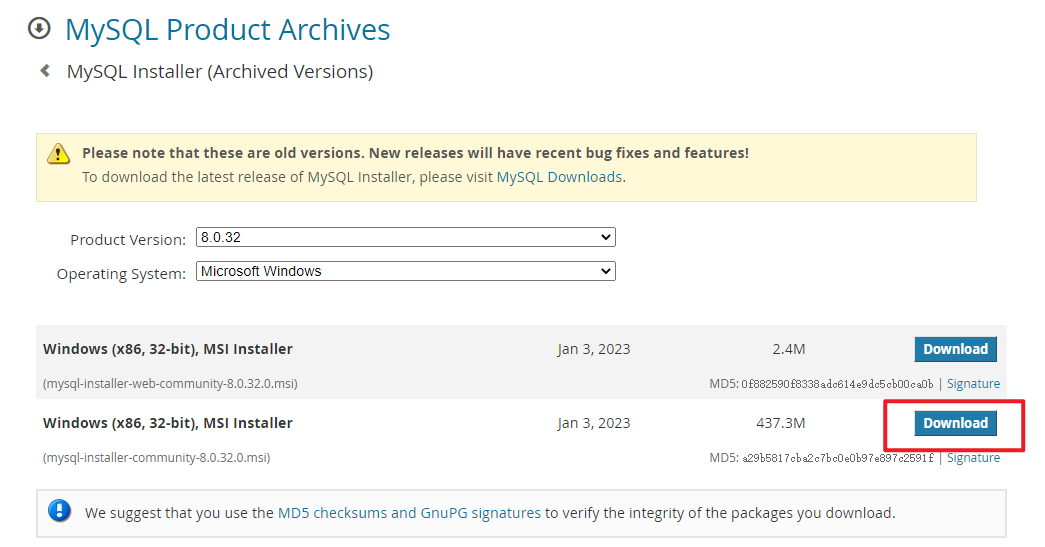 MySQL Product Archives
MySQL Installer (Archived Versions)
Please note that these are old versions. New releases will have recent bug fixes and features!
To download the latest release of MySQL Installer, please visit MySQL Downloads.
Product Version: 8.0.32
Operating System: Microsoft Windows
Windows (x86, 32-bit), MSI Installer Jan 3, 2023 2.4M Download
(mysql-installer-web-community-8.0.32.0.msi) MD5: 0f882590f8338adc614e9dc5cb00ca0b | Signature
Windows (x86, 32-bit), MSI Installer Jan 3, 2023 437.3M Download
(mysql-installer-community-8.0.32.0.msi) MD5: a29b5817cba2c7bc0e0b97e897c2591f | Signature
We suggest that you use the MD5 checksums and GnuPG signatures to verify the integrity of the packages you download.